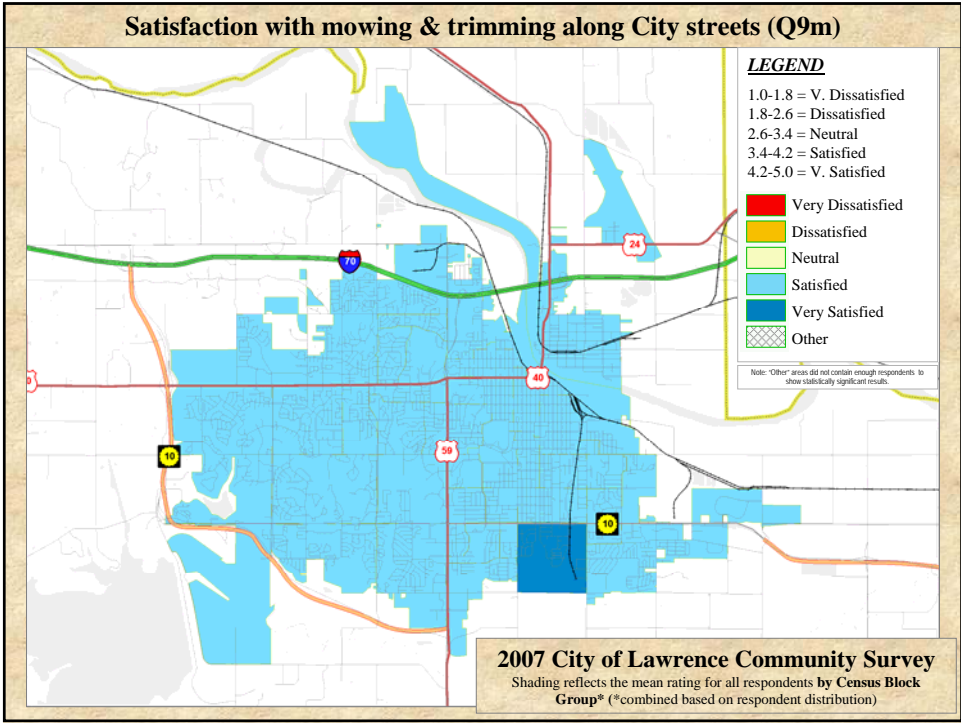 Satisfaction with mowing & trimming along City streets (Q9m)
LEGEND
1.0-1.8 = V. Dissatisfied
1.8-2.6 = Dissatisfied
2.6-3.4 = Neutral
3.4-4.2 = Satisfied
4.2-5.0 = V. Satisfied
Very Dissatisfied
Dissatisfied
Neutral
Satisfied
Very Satisfied
Other
Note: "Other" areas did not contain enough respondents to
show statistically significant results.
24
70
40
59
10
10
2007 City of Lawrence Community Survey
Shading reflects the mean rating for all respondents by Census Block
Group* (*combined based on respondent distribution)